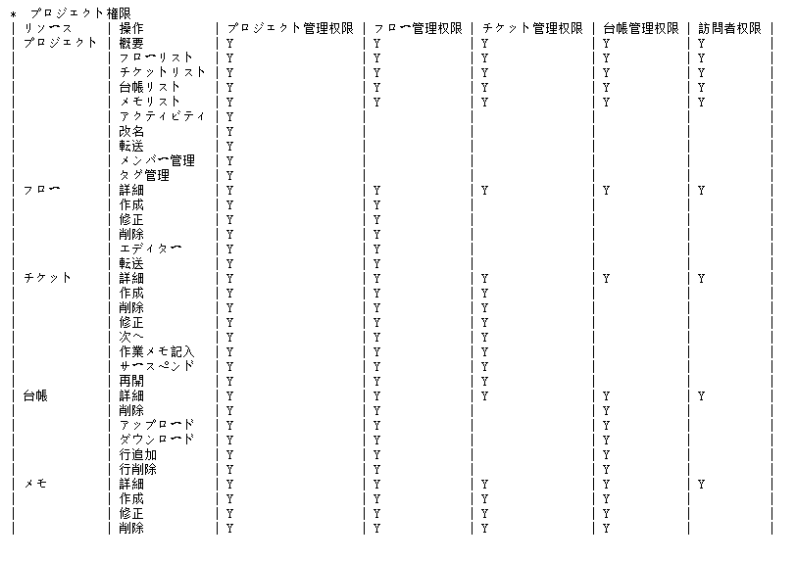 * プロジェクト権限
| リソース | 操作 | プロジェクト管理权限 | フロー管理权限 | チケット管理权限 | 台帳管理权限 | 訪問者权限 |
| プロジェクト | 概要 | Y | Y | Y | Y | Y |
| | フローリスト | Y | Y | Y | Y | Y |
| | チケットリスト | Y | Y | Y | Y | Y |
| | 台帳リスト | Y | Y | Y | Y | Y |
| | メモリスト | Y | Y | Y | Y | Y |
| | アクティビティ | Y | | | | |
| | 改名 | Y | | | | |
| | 転送 | Y | | | | |
| | メンバー管理 | Y | | | | |
| | タグ管理 | Y | | | | |
| フロー | 詳細 | Y | Y | Y | Y | Y |
| | 作成 | Y | Y | | | |
| | 修正 | Y | Y | | | |
| | 削除 | Y | Y | | | |
| | エディター | Y | Y | | | |
| | 転送 | Y | Y | | | |
| チケット | 詳細 | Y | Y | Y | Y | Y |
| | 作成 | Y | Y | Y | | |
| | 削除 | Y | Y | Y | | |
| | 修正 | Y | Y | Y | | |
| | 次へ | Y | Y | Y | | |
| | 作業メモ記入 | Y | Y | Y | | |
| | サースペンド | Y | Y | Y | | |
| | 再開 | Y | Y | Y | | |
| 台帳 | 詳細 | Y | Y | Y | Y | Y |
| | 削除 | Y | Y | | Y | |
| | アップロード | Y | Y | | Y | |
| | ダウンロード | Y | Y | | Y | |
| | 行追加 | Y | Y | | Y | |
| | 行削除 | Y | Y | | Y | |
| メモ | 詳細 | Y | Y | Y | Y | Y |
| | 作成 | Y | Y | Y | Y | |
| | 修正 | Y | Y | Y | Y | |
| | 削除 | Y | Y | Y | Y | |